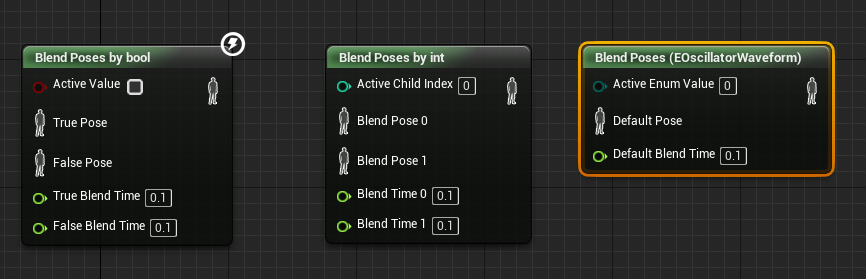 Blend Poses by bool
Active Value
True Pose
False Pose
True Blend Time 0.1
False Blend Time 0.1
Blend Poses by int
Active Child Index 0
Blend Pose 0
Blend Pose 1
Blend Time 0 0.1
Blend Time 1 0.1
Blend Poses (EOscillatorWaveform)
Active Enum Value 0
Default Pose
Default Blend Time 0.1